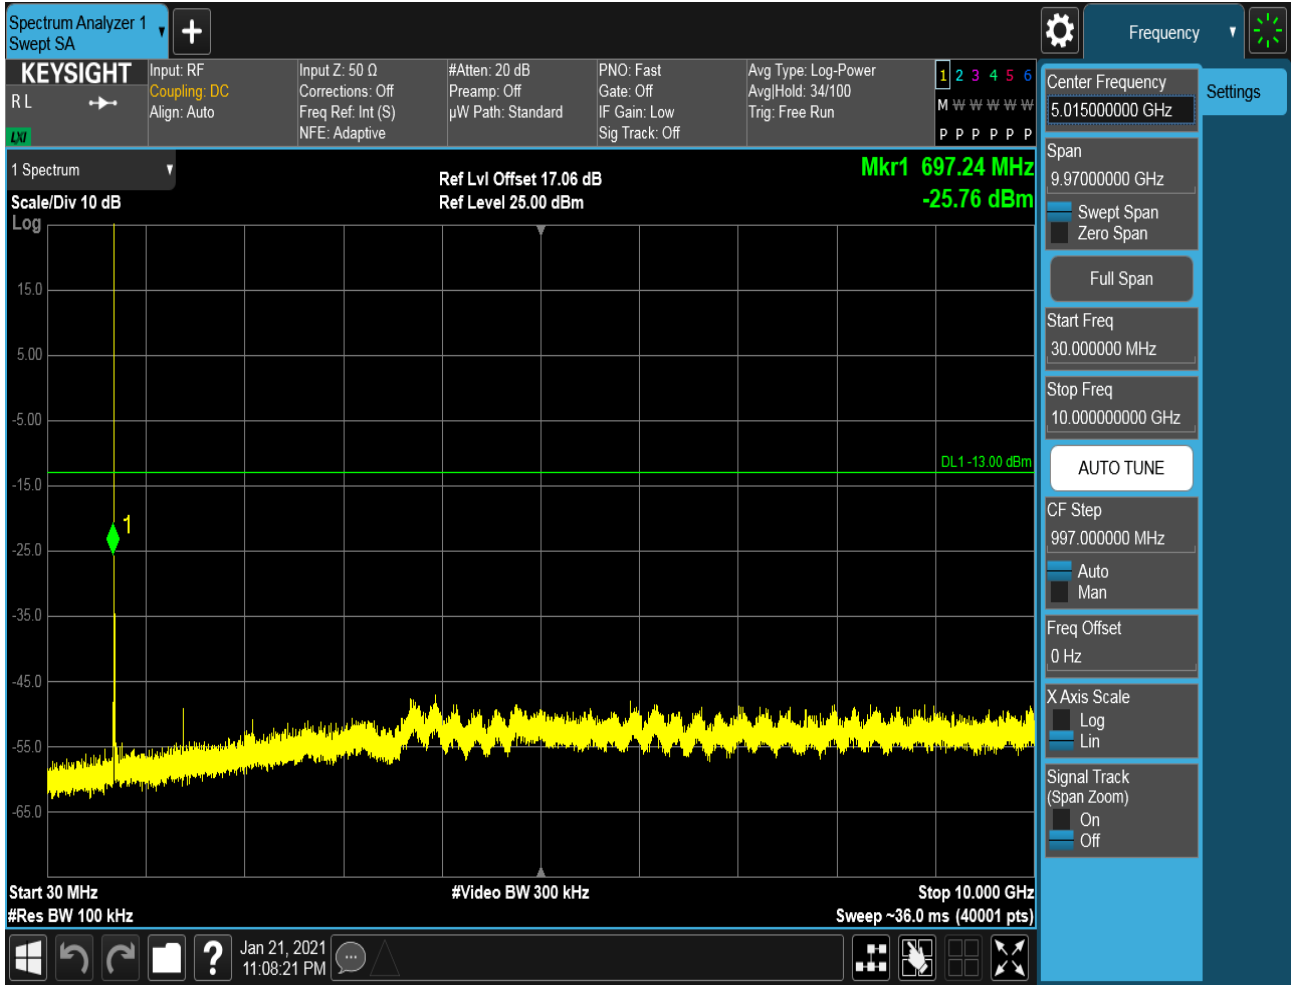 Spectrum Analyzer 1
Swept SA
Frequency
KEYSIGHT
R L
LXI
Input: RF
Coupling: DC
Align: Auto
Input Z: 50 Ω
Corrections: Off
Freq Ref: Int (S)
NFE: Adaptive
#Atten: 20 dB
Preamp: Off
µW Path: Standard
PNO: Fast
Gate: Off
IF Gain: Low
Sig Track: Off
Avg Type: Log-Power
Avg|Hold: 34/100
Trig: Free Run
1 2 3 4 5 6
M W W W W W
P P P P P P
1 Spectrum
Scale/Div 10 dB
Log
Ref Lvl Offset 17.06 dB
Ref Level 25.00 dBm
Mkr1 697.24 MHz
-25.76 dBm
15.0
5.00
-5.00
DL1 -13.00 dBm
-15.0
1
-25.0
-35.0
-45.0
-55.0
-65.0
Start 30 MHz
#Video BW 300 kHz
Stop 10.000 GHz
#Res BW 100 kHz
Sweep ~36.0 ms (40001 pts)
Center Frequency
5.015000000 GHz
Settings
Span
9.97000000 GHz
Swept Span
Zero Span
Full Span
Start Freq
30.000000 MHz
Stop Freq
10.000000000 GHz
AUTO TUNE
CF Step
997.000000 MHz
Auto
Man
Freq Offset
0 Hz
X Axis Scale
Log
Lin
Signal Track
(Span Zoom)
On
Off
?
Jan 21, 2021
11:08:21 PM